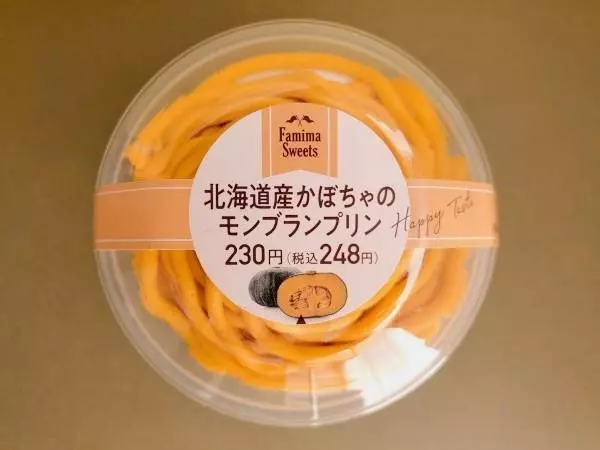 Famima
Sweets
北海道産かぼちゃの
モンブランプリン
Happy Taste
230円(税込248円)